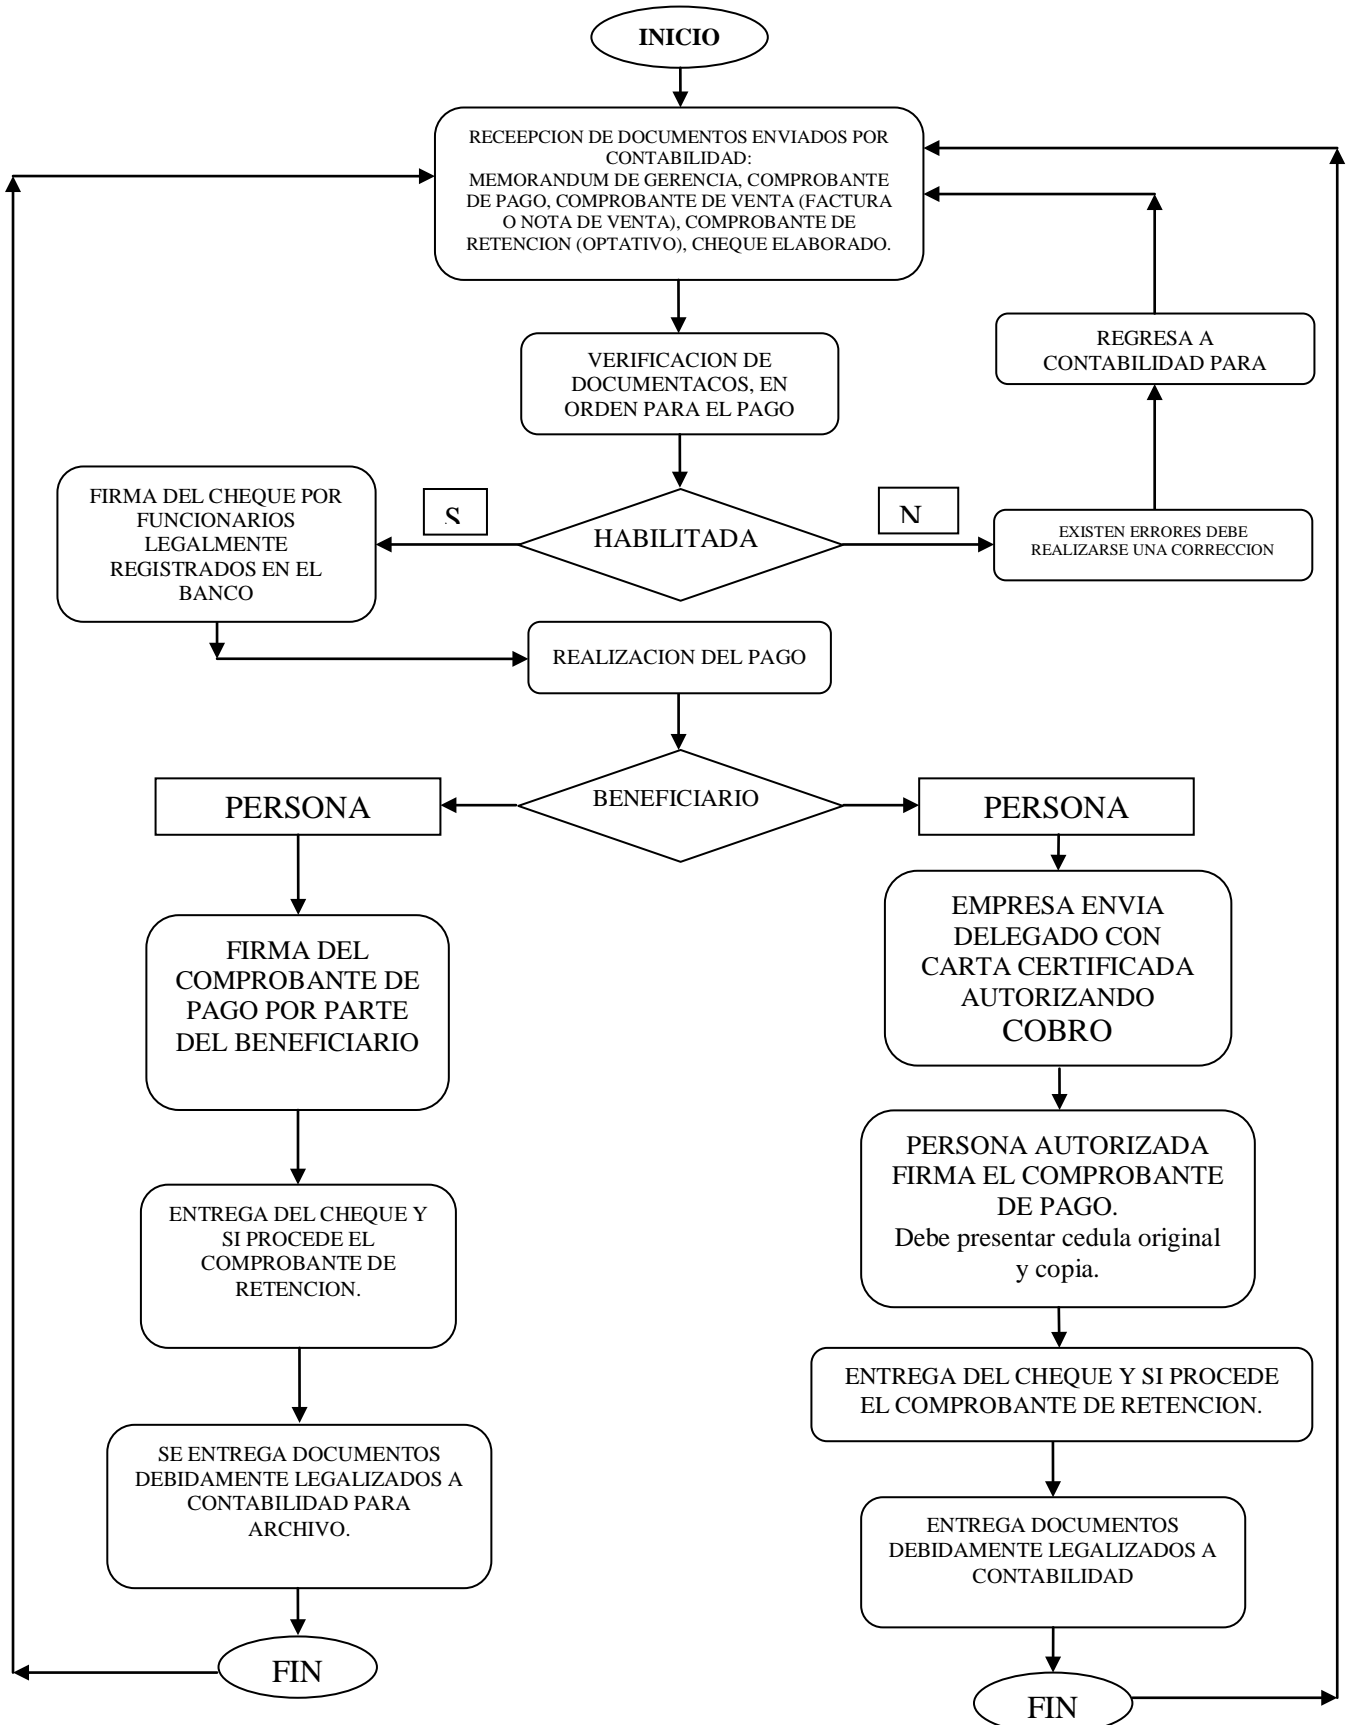 INICIO
RECEEPCION DE DOCUMENTOS ENVIADOS POR
CONTABILIDAD:
MEMORANDUM DE GERENCIA, COMPROBANTE
DE PAGO, COMPROBANTE DE VENTA (FACTURA
O NOTA DE VENTA), COMPROBANTE DE
RETENCION (OPTATIVO), CHEQUE ELABORADO.
VERIFICACION DE
DOCUMENTACOS, EN
ORDEN PARA EL PAGO
REGRESA A
CONTABILIDAD PARA
FIRMA DEL CHEQUE POR
FUNCIONARIOS
LEGALMENTE
REGISTRADOS EN EL
BANCO
S
HABILITADA
N
EXISTEN ERRORES DEBE
REALIZARSE UNA CORRECCION
REALIZACION DEL PAGO
PERSONA
BENEFICIARIO
PERSONA
FIRMA DEL
COMPROBANTE DE
PAGO POR PARTE
DEL BENEFICIARIO
EMPRESA ENVIA
DELEGADO CON
CARTA CERTIFICADA
AUTORIZANDO
COBRO
PERSONA AUTORIZADA
FIRMA EL COMPROBANTE
DE PAGO.
Debe presentar cedula original
y copia.
ENTREGA DEL CHEQUE Y
SI PROCEDE EL
COMPROBANTE DE
RETENCION.
ENTREGA DEL CHEQUE Y SI PROCEDE
EL COMPROBANTE DE RETENCION.
SE ENTREGA DOCUMENTOS
DEBIDAMENTE LEGALIZADOS A
CONTABILIDAD PARA
ARCHIVO.
ENTREGA DOCUMENTOS
DEBIDAMENTE LEGALIZADOS A
CONTABILIDAD
FIN
FIN